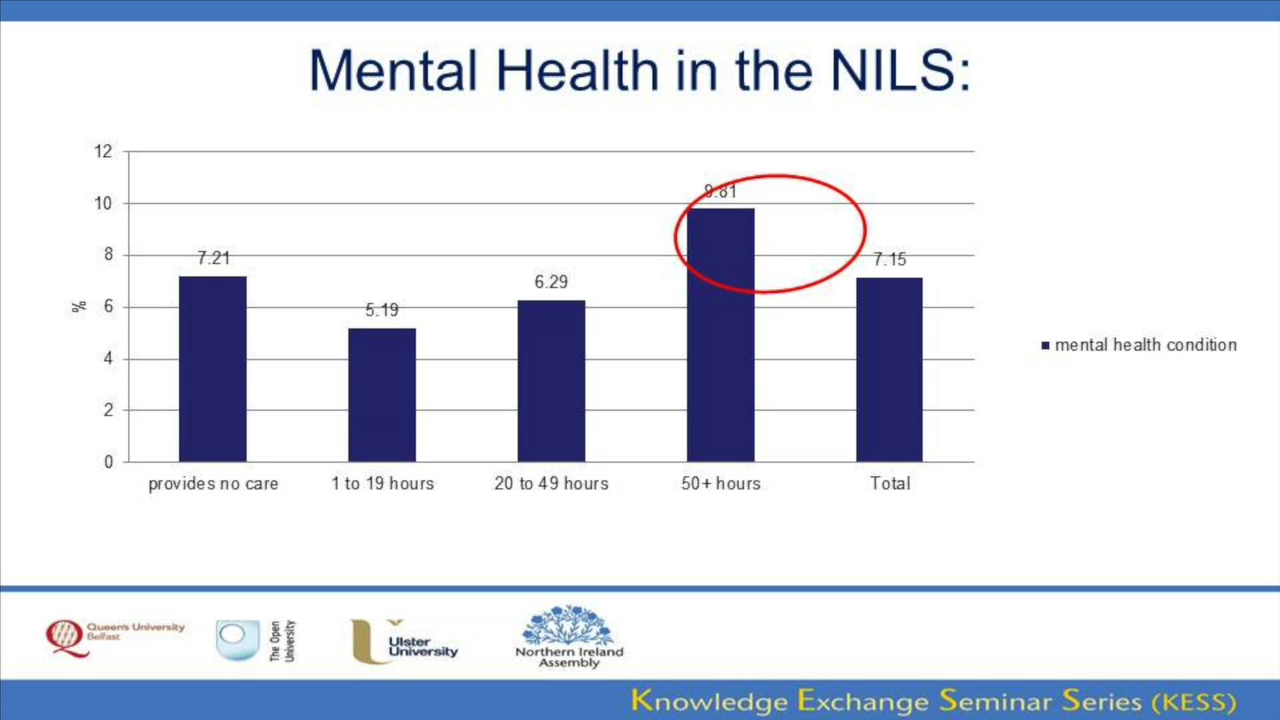 Mental Health in the NILS:
12
10
8
6
4
2
0
%
7.21
5.19
6.29
9.81
7.15
provides no care
1 to 19 hours
20 to 49 hours
50+ hours
Total
mental health condition
Queen's University
Belfast
The Open
University
Ulster
University
Northern Ireland
Assembly
Knowledge Exchange Seminar Series (KESS)